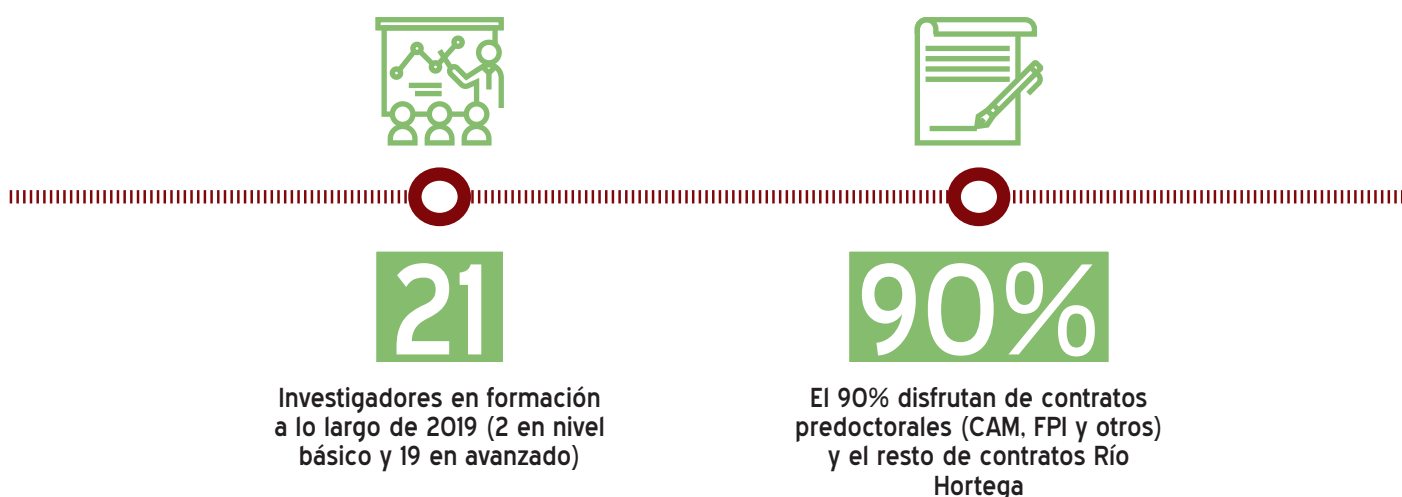 21
Investigadores en formación
a lo largo de 2019 (2 en nivel
básico y 19 en avanzado)
90%
El 90% disfrutan de contratos
predoctorales (CAM, FPI y otros)
y el resto de contratos Río
Hortega